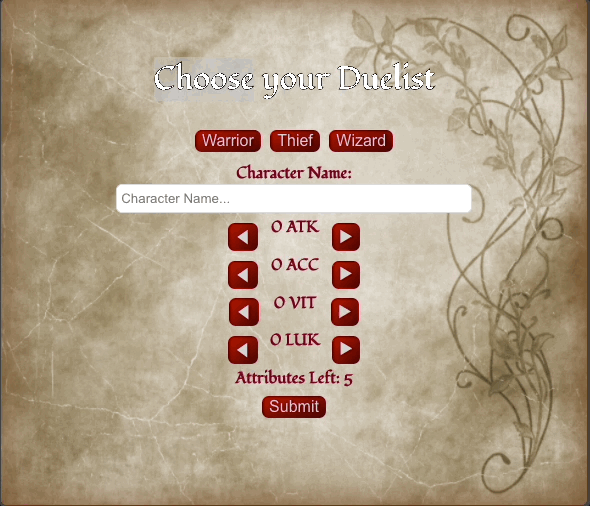 Choose your Duelist
Warrior Thief Wizard
Character Name:
Character Name...
0 ATK
0 ACC
0 VIT
0 LUK
Attributes Left: 5
Submit